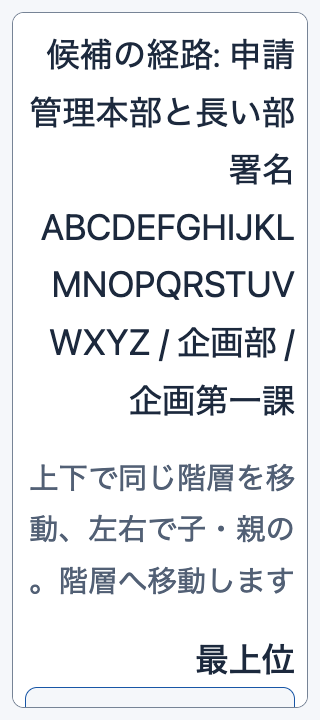 候補の経路: 申請
管理本部と長い部
署名
ABCDEFGHIJKL
MNOPQRSTUV
WXYZ / 企画部 /
企画第一課
上下で同じ階層を移
動、左右で子・親の
階層へ移動します。
最上位